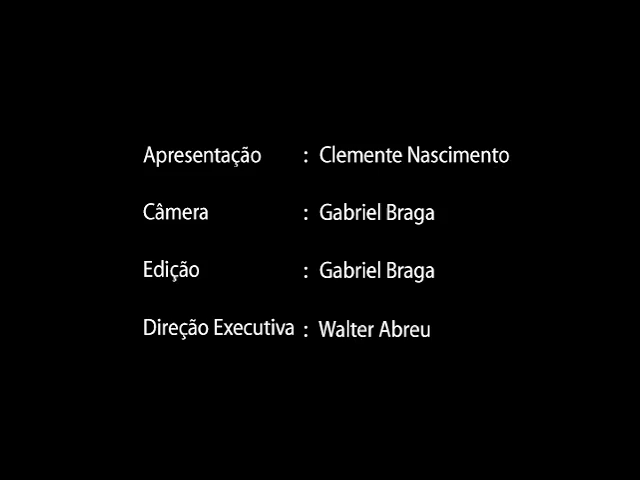 Apresentação : Clemente Nascimento
Câmera : Gabriel Braga
Edição : Gabriel Braga
Direção Executiva : Walter Abreu